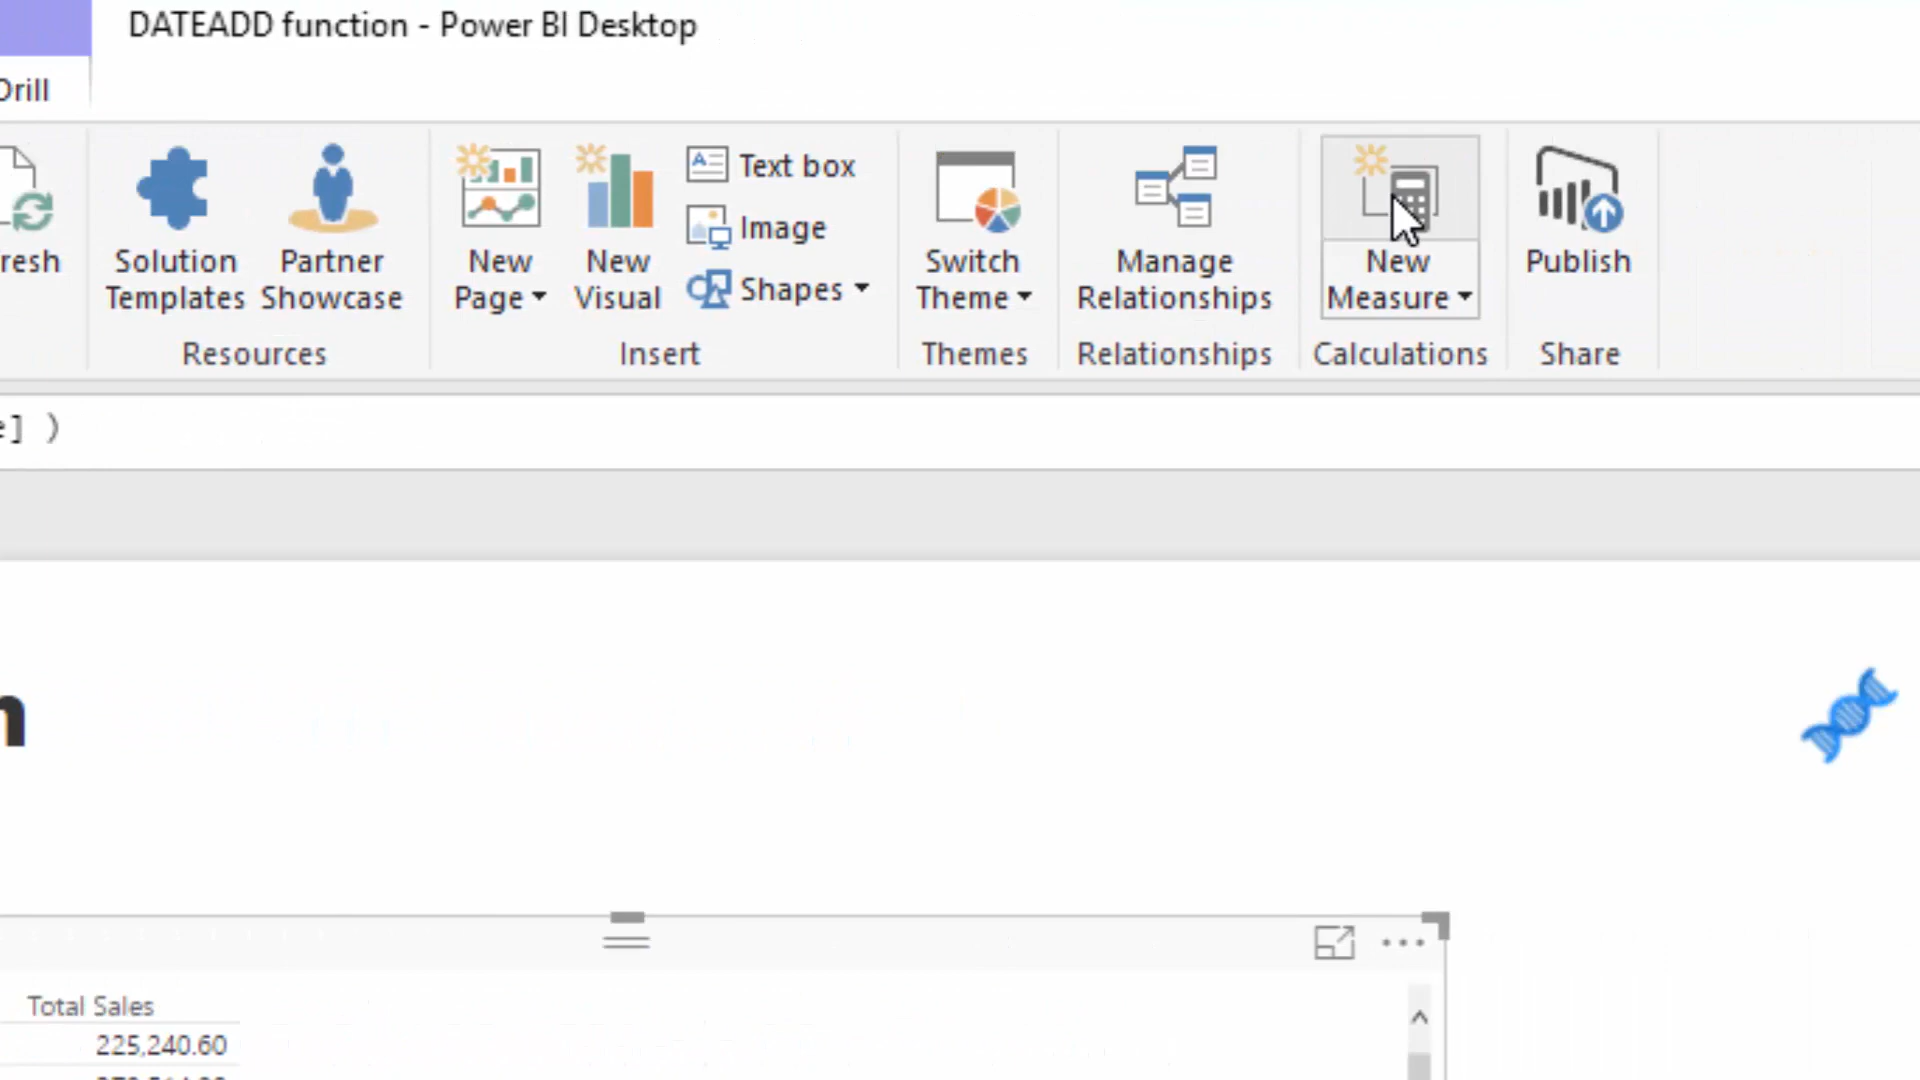 DATEADD function - Power BI Desktop
Drill
resh
Solution Templates
Partner Showcase
Resources
New Page
New Visual
Text box
Image
Shapes
Insert
Switch Theme
Themes
Manage Relationships
Relationships
New Measure
Calculations
Publish
Share
e] )
n
Total Sales
225,240.60